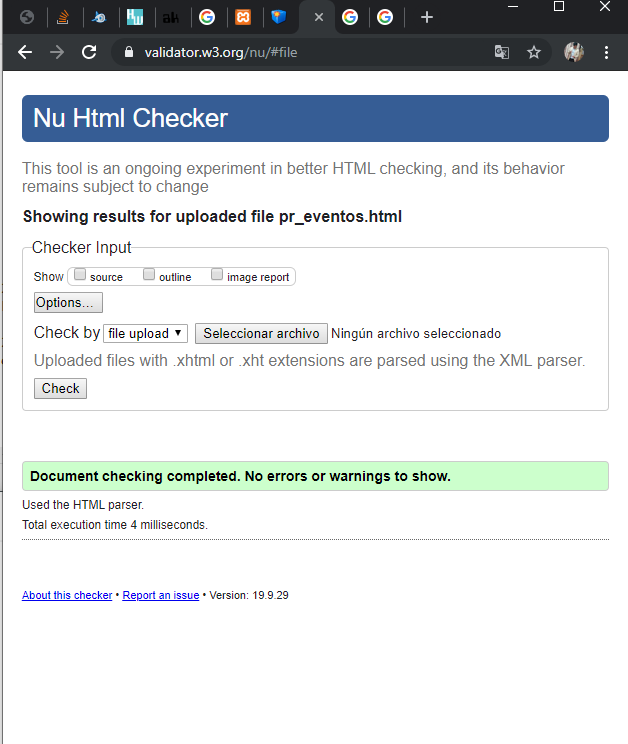 ak
validator.w3.org/nu/#file
Nu Html Checker
This tool is an ongoing experiment in better HTML checking, and its behavior
remains subject to change
Showing results for uploaded file pr_eventos.html
Checker Input
Show source outline image report
Options...
Check by file upload Seleccionar archivo Ningún archivo seleccionado
Uploaded files with .xhtml or .xht extensions are parsed using the XML parser.
Check
Document checking completed. No errors or warnings to show.
Used the HTML parser.
Total execution time 4 milliseconds.
About this checker • Report an issue • Version: 19.9.29